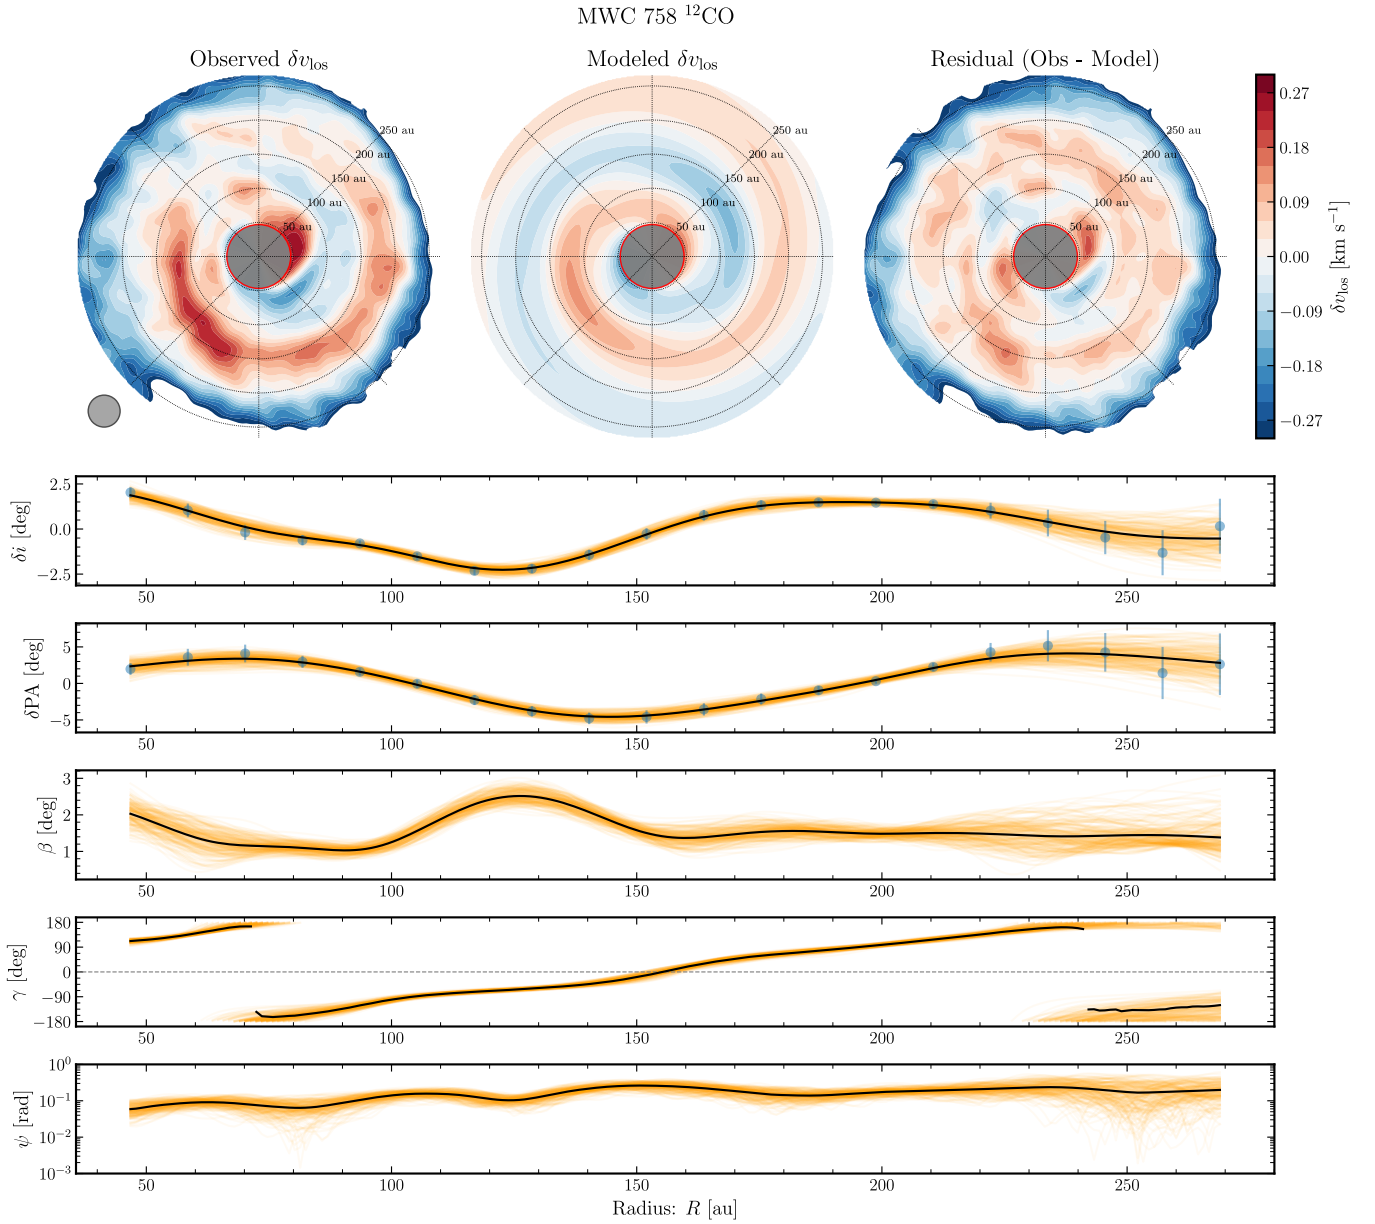 MWC 758 ¹²CO
Observed δv_los
Modeled δv_los
Residual (Obs - Model)
250 au
200 au
150 au
100 au
50 au
250 au
200 au
150 au
100 au
50 au
250 au
200 au
150 au
100 au
50 au
0.27
0.18
0.09
0.00
−0.09
−0.18
−0.27
δv_los [km s⁻¹]
2.5
0.0
−2.5
δi [deg]
50 100 150 200 250
5
0
−5
δPA [deg]
50 100 150 200 250
3
2
1
β [deg]
50 100 150 200 250
180
90
0
−90
−180
γ [deg]
50 100 150 200 250
10⁰
10⁻¹
10⁻²
10⁻³
ψ [rad]
50 100 150 200 250
Radius: R [au]